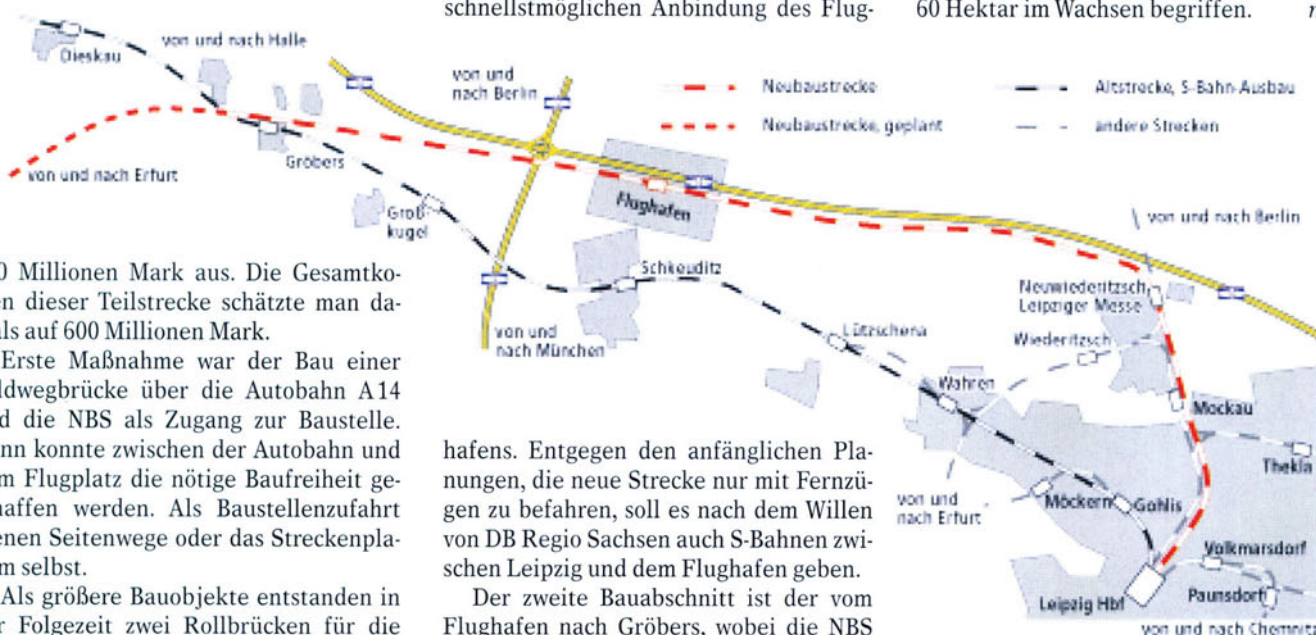 schnellstmöglichen Anbindung des Flug-
60 Hektar im Wachsen begriffen.
Dieskau
von und nach Halle
von und
nach Berlin
Neubaustrecke
Neubaustrecke, geplant
Altstrecke, S-Bahn-Ausbau
andere Strecken
von und nach Erfurt
Gröbers
Groß-
kugel
Flughafen
Schkeuditz
von und
nach München
von und nach Berlin
Neuwiederitzsch,
Leipziger Messe
Wiederitzsch
Lützschena
Wahren
Mockau
Thekla
von und
nach Erfurt
Möckern
Gohlis
Volkmarsdorf
Paunsdorf
Leipzig Hbf
von und nach Chemnitz
0 Millionen Mark aus. Die Gesamtko-
en dieser Teilstrecke schätzte man da-
ls auf 600 Millionen Mark.
Erste Maßnahme war der Bau einer
ldwegbrücke über die Autobahn A 14
d die NBS als Zugang zur Baustelle.
nn konnte zwischen der Autobahn und
m Flugplatz die nötige Baufreiheit ge-
haffen werden. Als Baustellenzufahrt
enen Seitenwege oder das Streckenpla-
m selbst.
Als größere Bauobjekte entstanden in
r Folgezeit zwei Rollbrücken für die
hafens. Entgegen den anfänglichen Pla-
nungen, die neue Strecke nur mit Fernzü-
gen zu befahren, soll es nach dem Willen
von DB Regio Sachsen auch S-Bahnen zwi-
schen Leipzig und dem Flughafen geben.
Der zweite Bauabschnitt ist der vom
Flughafen nach Gröbers, wobei die NBS